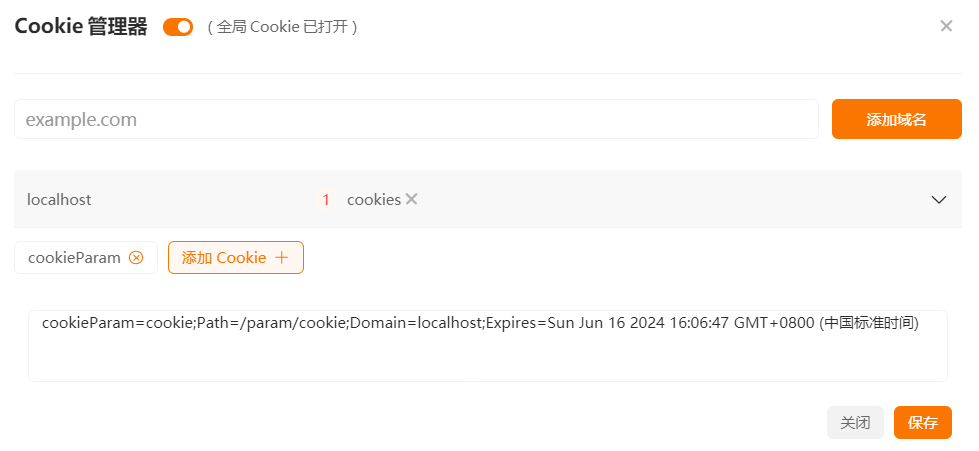 Cookie 管理器 ( 全局 Cookie 已打开 )
example.com 添加域名
localhost 1 cookies
cookieParam 添加 Cookie
cookieParam=cookie;Path=/param/cookie;Domain=localhost;Expires=Sun Jun 16 2024 16:06:47 GMT+0800 (中国标准时间)
关闭 保存